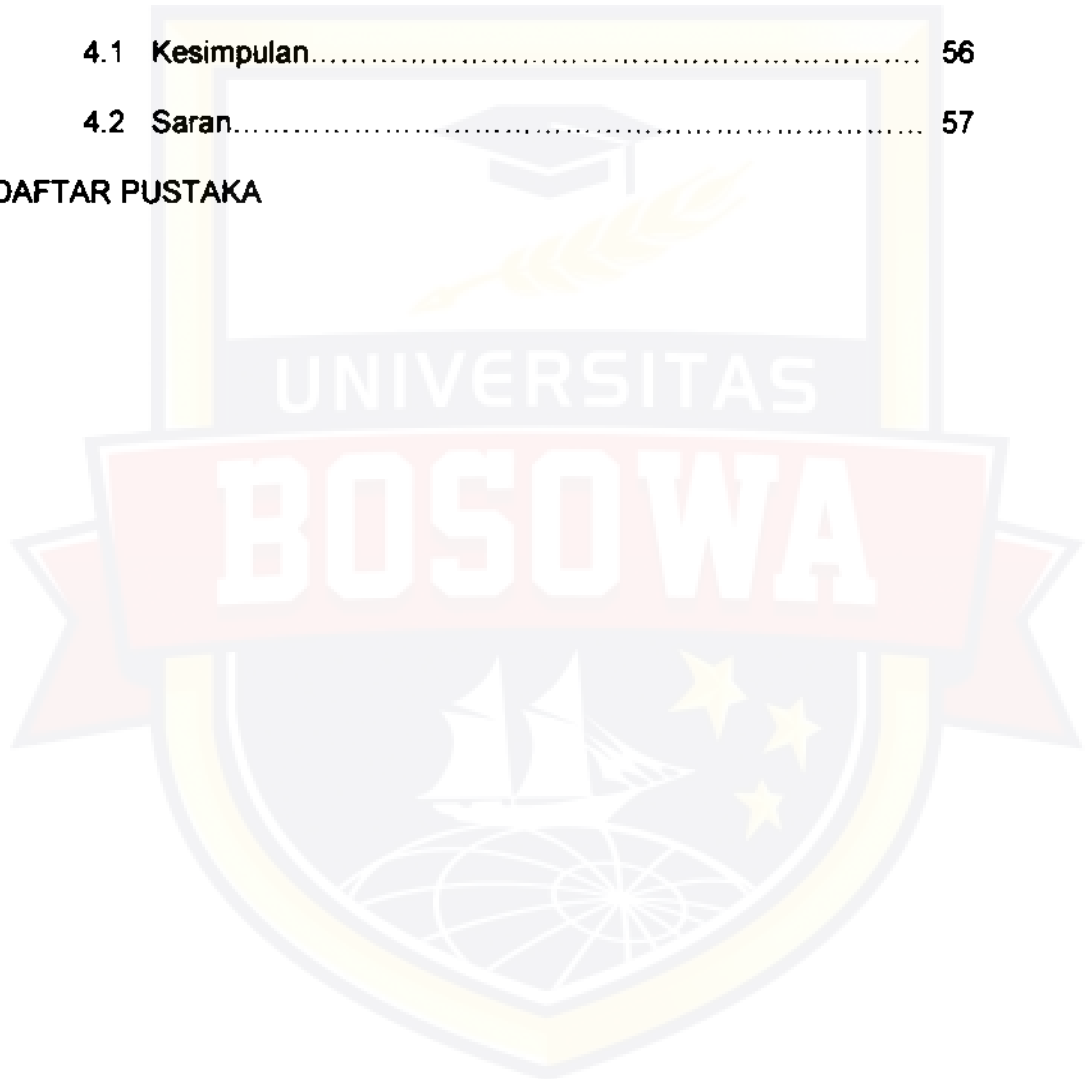 4.1 Kesimpulan........................................................ 56
4.2 Saran................................................................ 57
DAFTAR PUSTAKA
UNIVERSITAS
BOSOWA